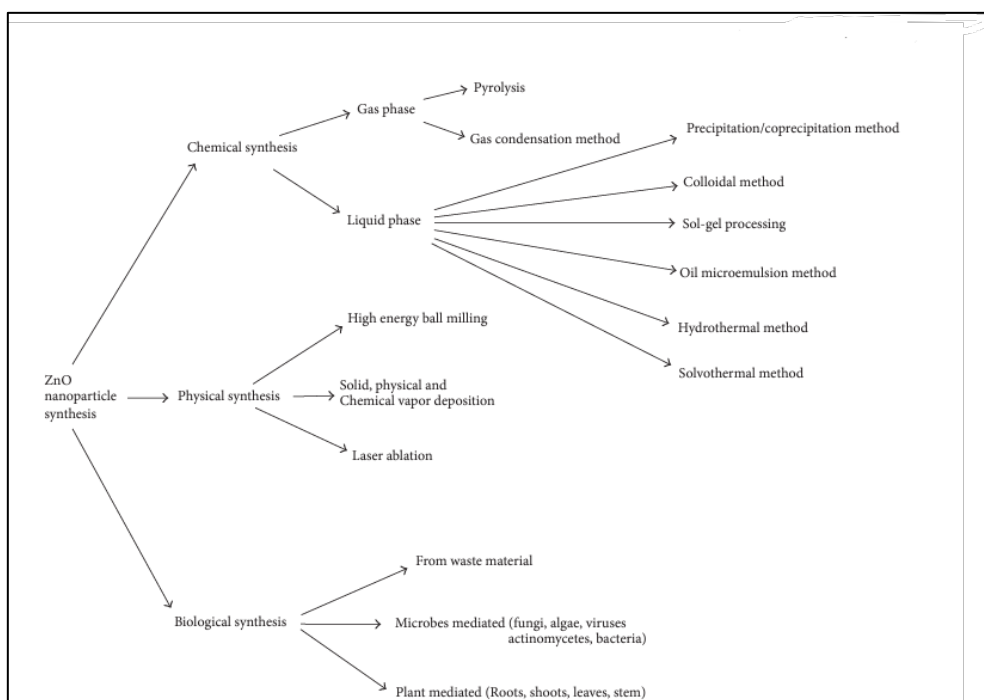 Pyrolysis
Gas phase
Gas condensation method
Precipitation/coprecipitation method
Chemical synthesis
Colloidal method
Liquid phase
Sol-gel processing
Oil microemulsion method
High energy ball milling
Hydrothermal method
Solvothermal method
ZnO
nanoparticle
synthesis
Physical synthesis
Solid, physical and
Chemical vapor deposition
Laser ablation
From waste material
Biological synthesis
Microbes mediated (fungi, algae, viruses
actinomycetes, bacteria)
Plant mediated (Roots, shoots, leaves, stem)